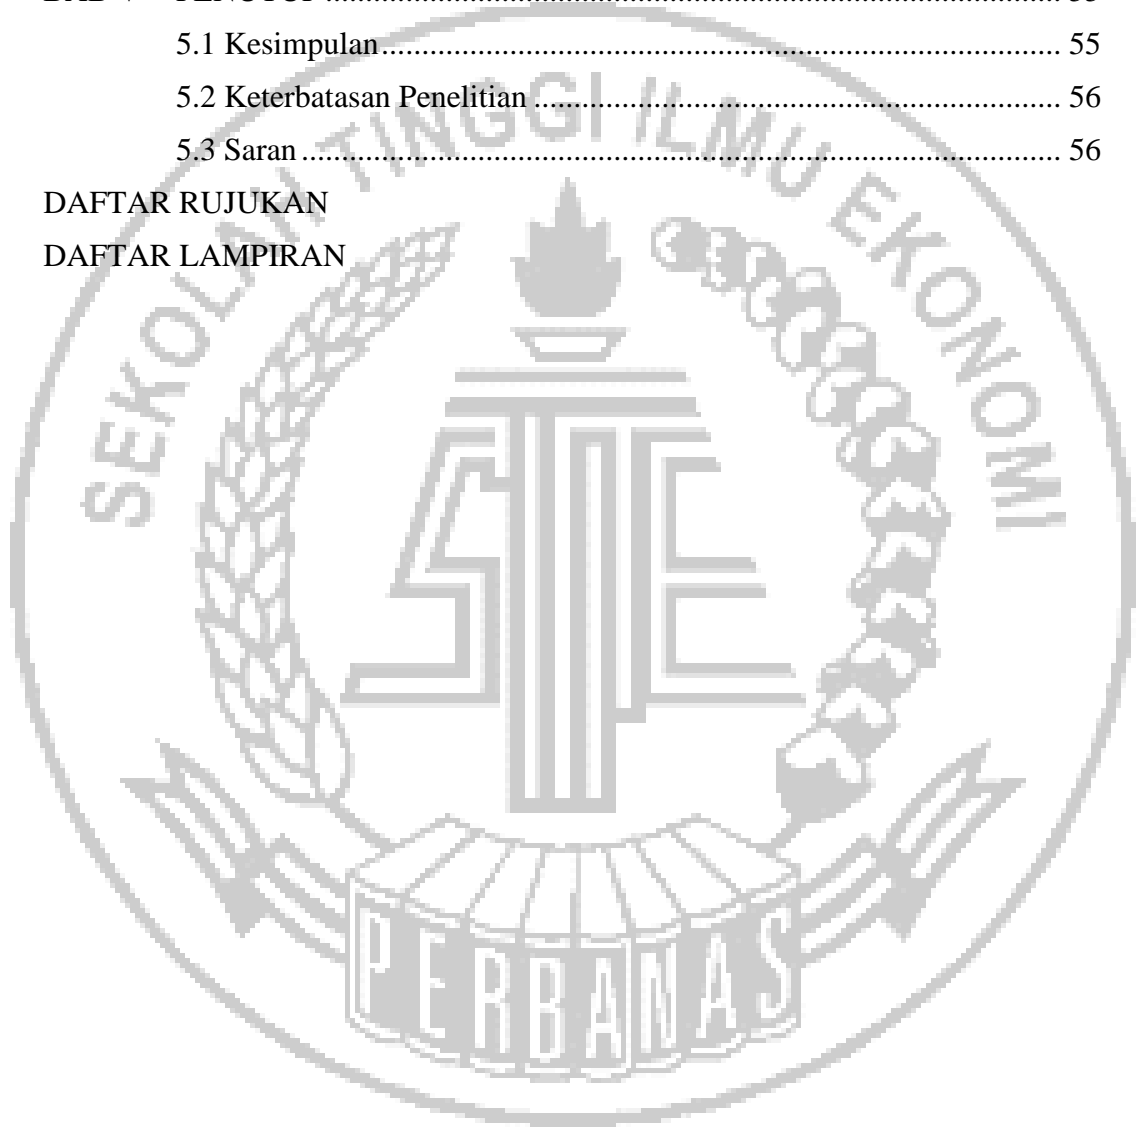 5.1 Kesimpulan.................................................................................... 55
5.2 Keterbatasan Penelitian ................................................................. 56
5.3 Saran .............................................................................................. 56
DAFTAR RUJUKAN
DAFTAR LAMPIRAN
SEKOLAH TINGGI ILMU EKONOMI
STIE
PERBANAS